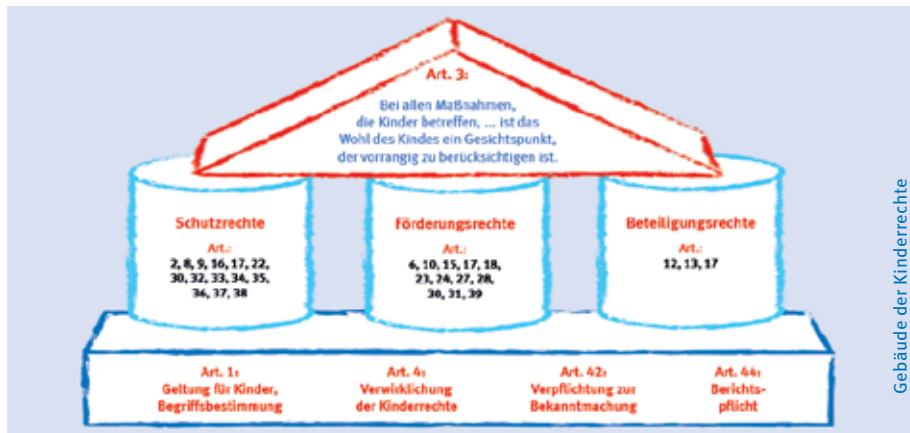 Art. 3:
Bei allen Maßnahmen,
die Kinder betreffen, ... ist das
Wohl des Kindes ein Gesichtspunkt,
der vorrangig zu berücksichtigen ist.
Schutzrechte
Art.:
2, 8, 9, 16, 17, 22,
30, 32, 33, 34, 35,
36, 37, 38
Förderungsrechte
Art.:
6, 10, 15, 17, 18,
23, 24, 27, 28,
30, 31, 39
Beteiligungsrechte
Art.:
12, 13, 17
Art. 1:
Geltung für Kinder,
Begriffsbestimmung
Art. 4:
Verwirklichung
der Kinderrechte
Art. 42:
Verpflichtung zur
Bekanntmachung
Art. 44:
Berichts-
pflicht
Gebäude der Kinderrechte